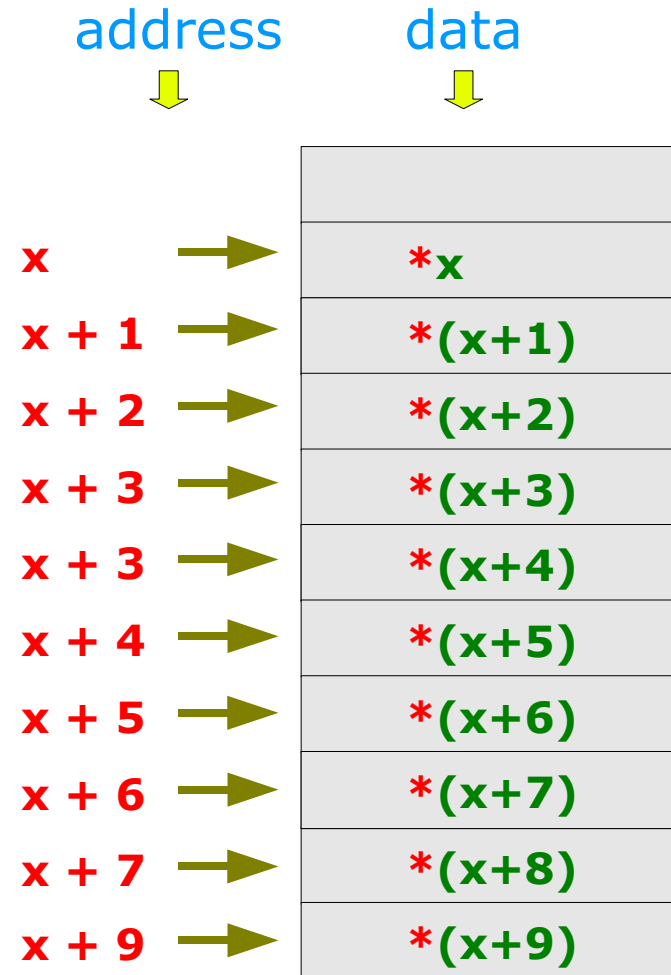 address data
x *x
x + 1 *(x+1)
x + 2 *(x+2)
x + 3 *(x+3)
x + 3 *(x+4)
x + 4 *(x+5)
x + 5 *(x+6)
x + 6 *(x+7)
x + 7 *(x+8)
x + 9 *(x+9)